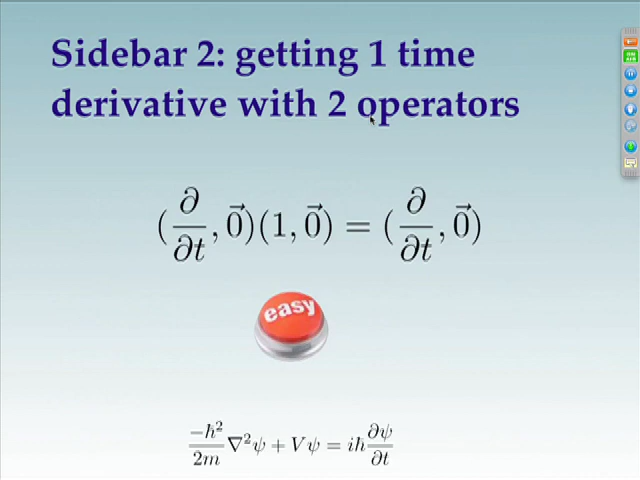 Sidebar 2: getting 1 time
derivative with 2 operators
(∂/∂t, 0⃗)(1, 0⃗) = (∂/∂t, 0⃗)
easy
−ħ²/2m ∇²ψ + Vψ = iħ ∂ψ/∂t